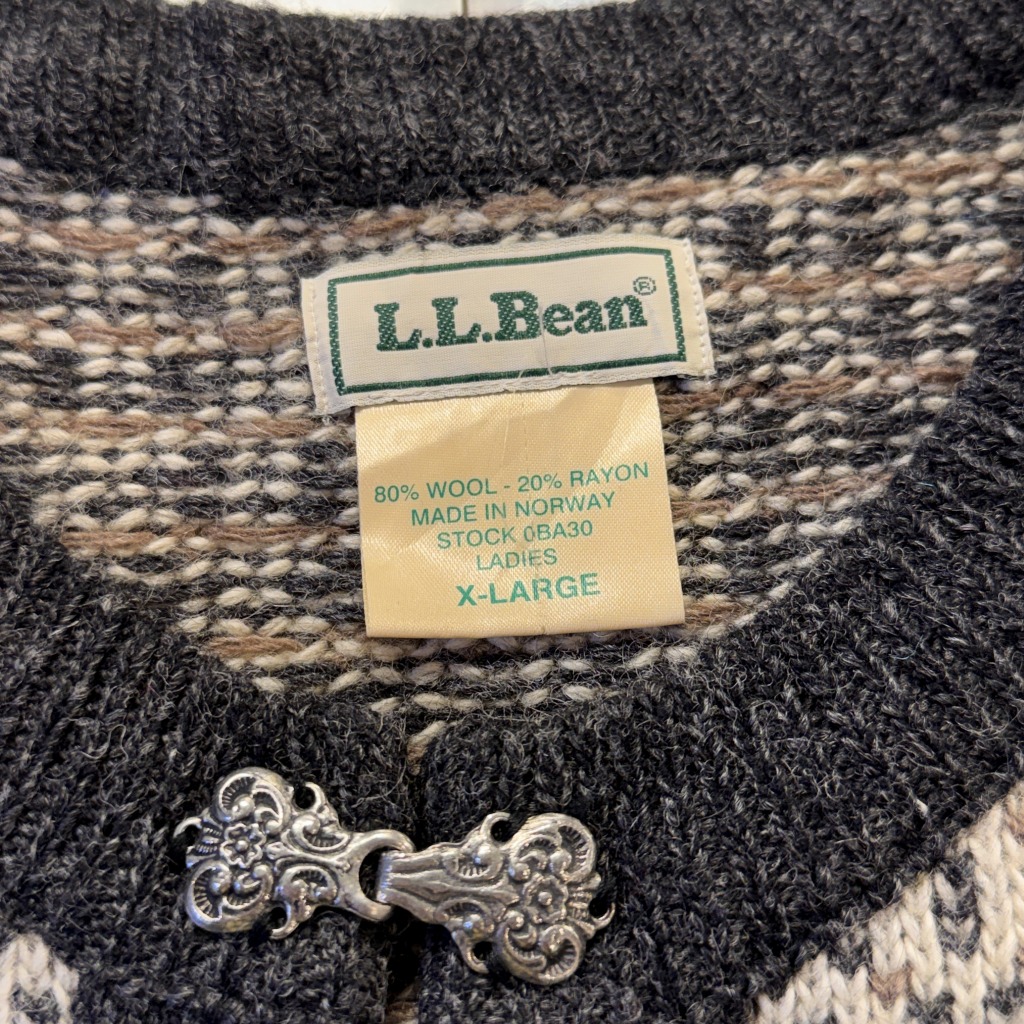 L.L.Bean®
80% WOOL - 20% RAYON
MADE IN NORWAY
STOCK 0BA30
LADIES
X-LARGE